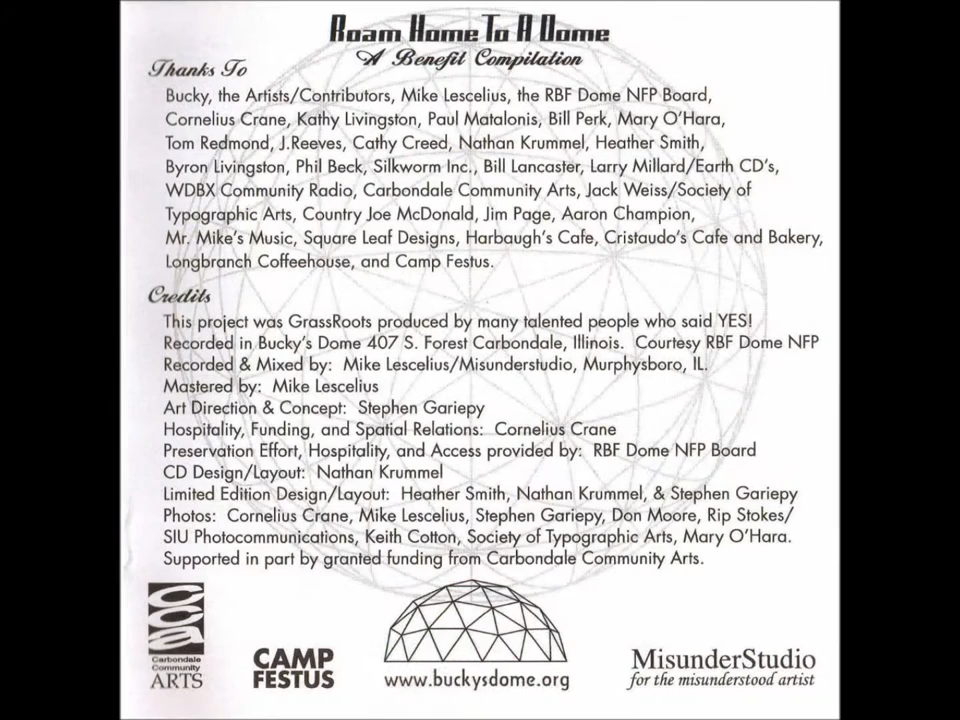 Roam Home To A Dome
A Benefit Compilation
Thanks To
Bucky, the Artists/Contributors, Mike Lescelius, the RBF Dome NFP Board,
Cornelius Crane, Kathy Livingston, Paul Matalonis, Bill Perk, Mary O'Hara,
Tom Redmond, J.Reeves, Cathy Creed, Nathan Krummel, Heather Smith,
Byron Livingston, Phil Beck, Silkworm Inc., Bill Lancaster, Larry Millard/Earth CD's,
WDBX Community Radio, Carbondale Community Arts, Jack Weiss/Society of
Typographic Arts, Country Joe McDonald, Jim Page, Aaron Champion,
Mr. Mike's Music, Square Leaf Designs, Harbaugh's Cafe, Cristaudo's Cafe and Bakery,
Longbranch Coffeehouse, and Camp Festus.
Credits
This project was GrassRoots produced by many talented people who said YES!
Recorded in Bucky's Dome 407 S. Forest Carbondale, Illinois. Courtesy RBF Dome NFP
Recorded & Mixed by: Mike Lescelius/Misunderstudio, Murphysboro, IL.
Mastered by: Mike Lescelius
Art Direction & Concept: Stephen Gariepy
Hospitality, Funding, and Spatial Relations: Cornelius Crane
Preservation Effort, Hospitality, and Access provided by: RBF Dome NFP Board
CD Design/Layout: Nathan Krummel
Limited Edition Design/Layout: Heather Smith, Nathan Krummel, & Stephen Gariepy
Photos: Cornelius Crane, Mike Lescelius, Stephen Gariepy, Don Moore, Rip Stokes/
SIU Photocommunications, Keith Cotton, Society of Typographic Arts, Mary O'Hara.
Supported in part by granted funding from Carbondale Community Arts.
cca
Carbondale
Community
ARTS
CAMP
FESTUS
www.buckysdome.org
MisunderStudio
for the misunderstood artist